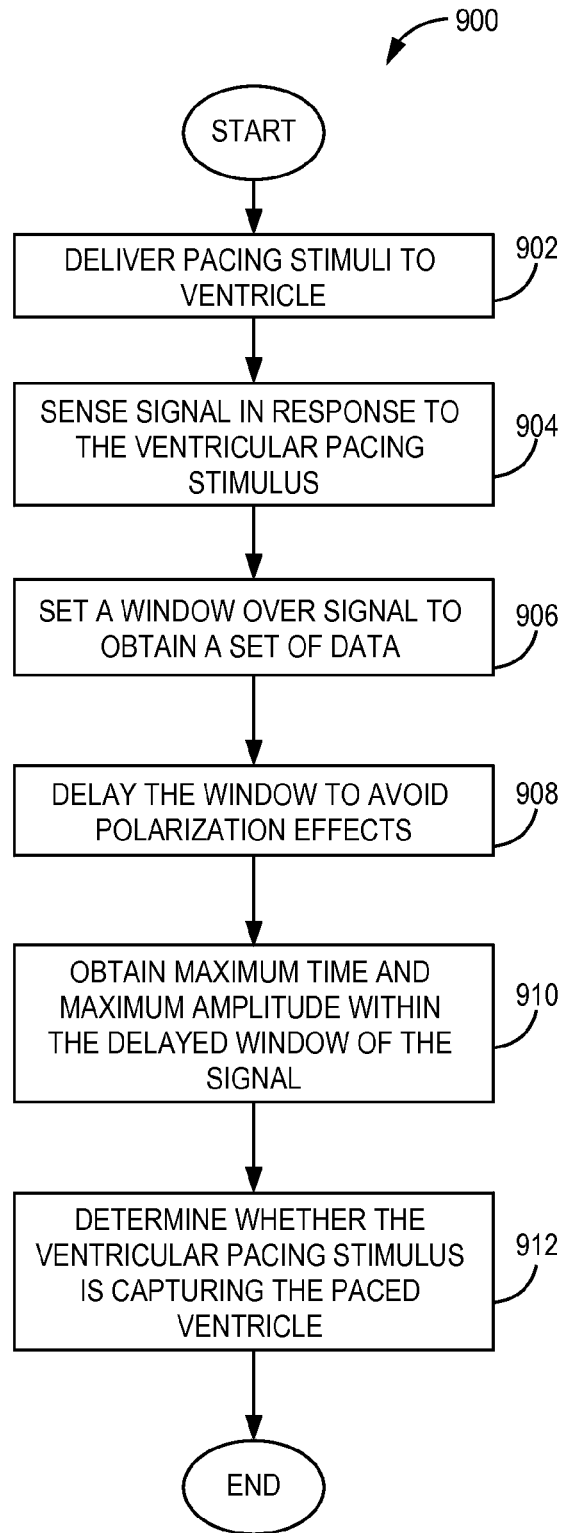 900
START
DELIVER PACING STIMULI TO
VENTRICLE
902
SENSE SIGNAL IN RESPONSE TO
THE VENTRICULAR PACING
STIMULUS
904
SET A WINDOW OVER SIGNAL TO
OBTAIN A SET OF DATA
906
DELAY THE WINDOW TO AVOID
POLARIZATION EFFECTS
908
OBTAIN MAXIMUM TIME AND
MAXIMUM AMPLITUDE WITHIN
THE DELAYED WINDOW OF THE
SIGNAL
910
DETERMINE WHETHER THE
VENTRICULAR PACING STIMULUS
IS CAPTURING THE PACED
VENTRICLE
912
END